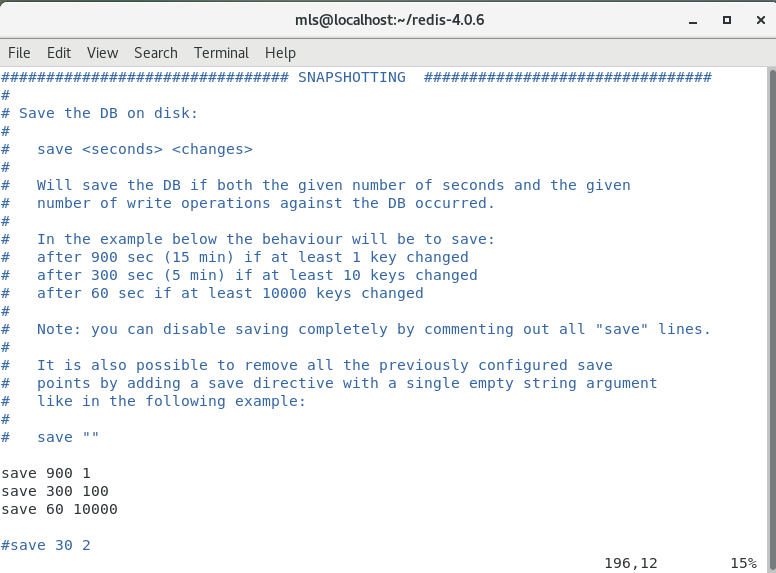 mls@localhost:~/redis-4.0.6
File Edit View Search Terminal Help
################################ SNAPSHOTTING  ################################
#
# Save the DB on disk:
#
#   save <seconds> <changes>
#
#   Will save the DB if both the given number of seconds and the given
#   number of write operations against the DB occurred.
#
#   In the example below the behaviour will be to save:
#   after 900 sec (15 min) if at least 1 key changed
#   after 300 sec (5 min) if at least 10 keys changed
#   after 60 sec if at least 10000 keys changed
#
#   Note: you can disable saving completely by commenting out all "save" lines.
#
#   It is also possible to remove all the previously configured save
#   points by adding a save directive with a single empty string argument
#   like in the following example:
#
#   save ""
save 900 1
save 300 100
save 60 10000
#save 30 2
196,12 15%